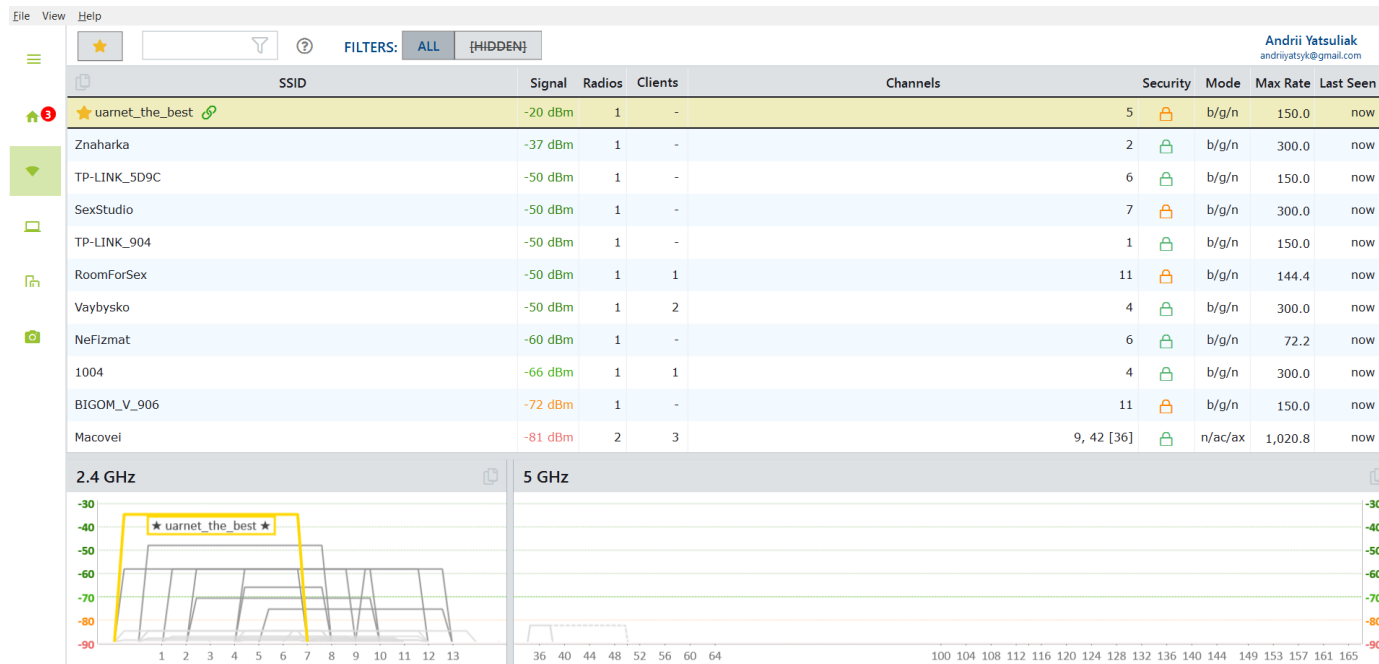 File View Help
FILTERS: ALL [HIDDEN]
Andrii Yatsuliak
andriiyatsyk@gmail.com
SSID Signal Radios Clients Channels Security Mode Max Rate Last Seen
3
uarnet_the_best -20 dBm 1 - 5 b/g/n 150.0 now
Znaharka -37 dBm 1 - 2 b/g/n 300.0 now
TP-LINK_5D9C -50 dBm 1 - 6 b/g/n 150.0 now
SexStudio -50 dBm 1 - 7 b/g/n 300.0 now
TP-LINK_904 -50 dBm 1 - 1 b/g/n 150.0 now
RoomForSex -50 dBm 1 1 11 b/g/n 144.4 now
Vaybysko -50 dBm 1 2 4 b/g/n 300.0 now
NeFizmat -60 dBm 1 - 6 b/g/n 72.2 now
1004 -66 dBm 1 1 4 b/g/n 300.0 now
BIGOM_V_906 -72 dBm 1 - 11 b/g/n 150.0 now
Macovei -81 dBm 2 3 9, 42 [36] n/ac/ax 1,020.8 now
2.4 GHz
-30
-40
-50
-60
-70
-80
-90
★ uarnet_the_best ★
1 2 3 4 5 6 7 8 9 10 11 12 13
5 GHz
-30
-40
-50
-60
-70
-80
-90
36 40 44 48 52 56 60 64 100 104 108 112 116 120 124 128 132 136 140 144 149 153 157 161 165